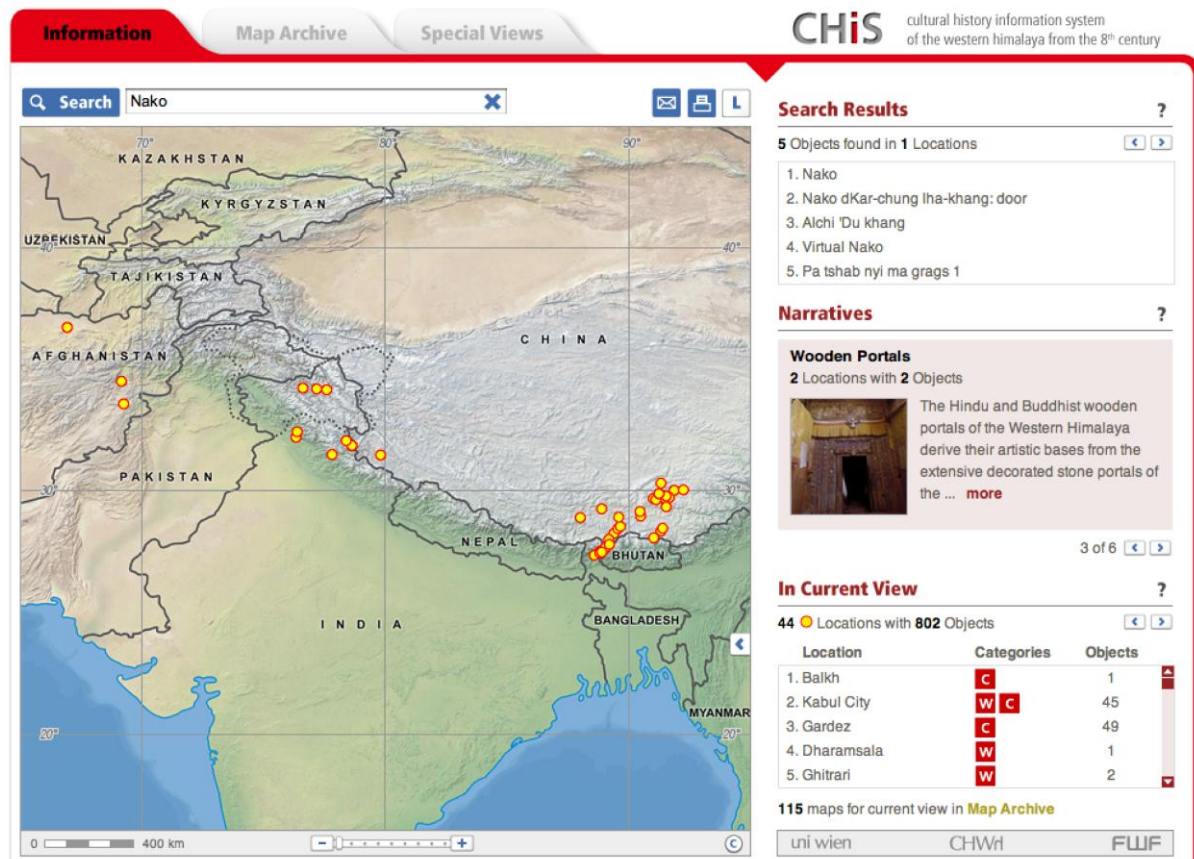 Information
Map Archive
Special Views
CHiS
cultural history information system
of the western himalaya from the 8th century
Search
Nako
L
70°
80°
90°
KAZAKHSTAN
KYRGYZSTAN
UZBEKISTAN
40°
40°
TAJIKISTAN
CHINA
AFGHANISTAN
PAKISTAN
30°
30°
NEPAL
BHUTAN
INDIA
BANGLADESH
MYANMAR
20°
20°
0
400 km
C
Search Results
?
5 Objects found in 1 Locations
1. Nako
2. Nako dKar-chung lha-khang: door
3. Alchi 'Du khang
4. Virtual Nako
5. Pa tshab nyi ma grags 1
Narratives
?
Wooden Portals
2 Locations with 2 Objects
The Hindu and Buddhist wooden
portals of the Western Himalaya
derive their artistic bases from the
extensive decorated stone portals of
the ... more
3 of 6
In Current View
?
44 Locations with 802 Objects
Location Categories Objects
1. Balkh C 1
2. Kabul City W C 45
3. Gardez C 49
4. Dharamsala W 1
5. Ghitrari W 2
115 maps for current view in Map Archive
uni wien CHWH FWF